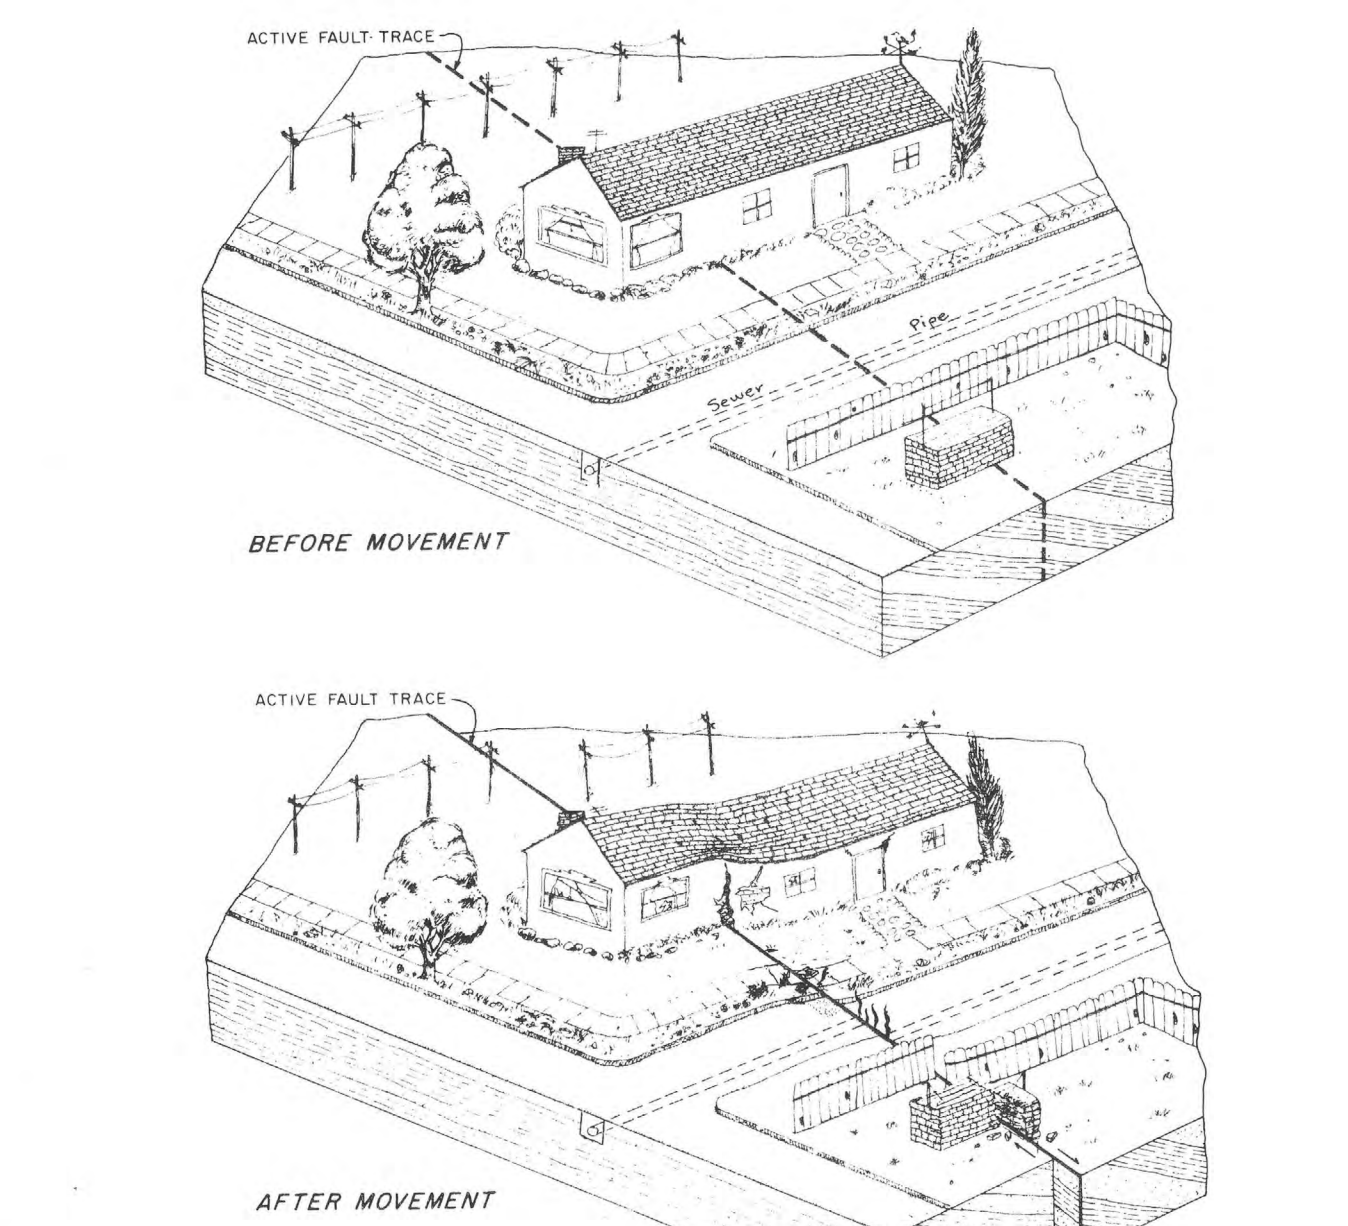 ACTIVE FAULT TRACE
Pipe
Sewer
BEFORE MOVEMENT
ACTIVE FAULT TRACE
AFTER MOVEMENT